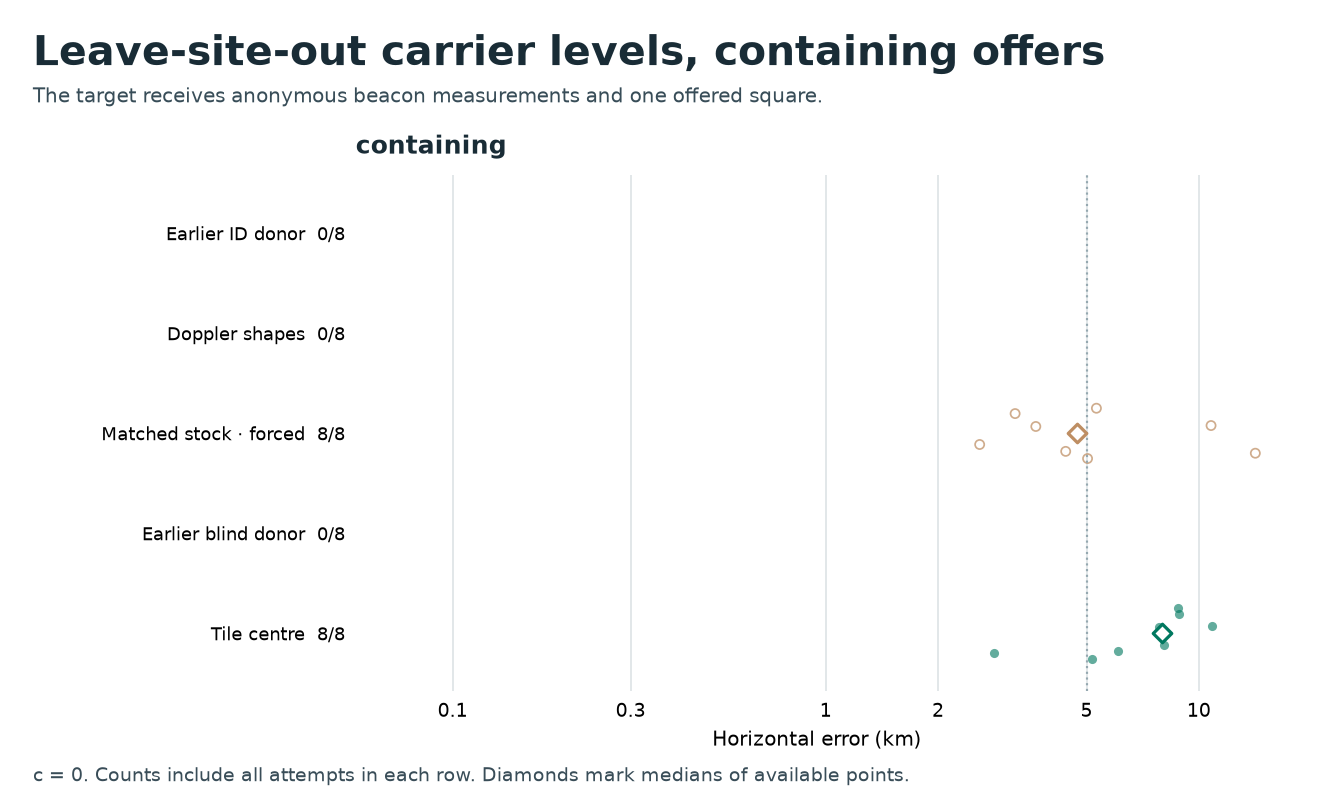 Leave-site-out carrier levels, containing offers
The target receives anonymous beacon measurements and one offered square.
containing
Earlier ID donor 0/8
Doppler shapes 0/8
Matched stock · forced 8/8
Earlier blind donor 0/8
Tile centre 8/8
0.1 0.3 1 2 5 10
Horizontal error (km)
c = 0. Counts include all attempts in each row. Diamonds mark medians of available points.